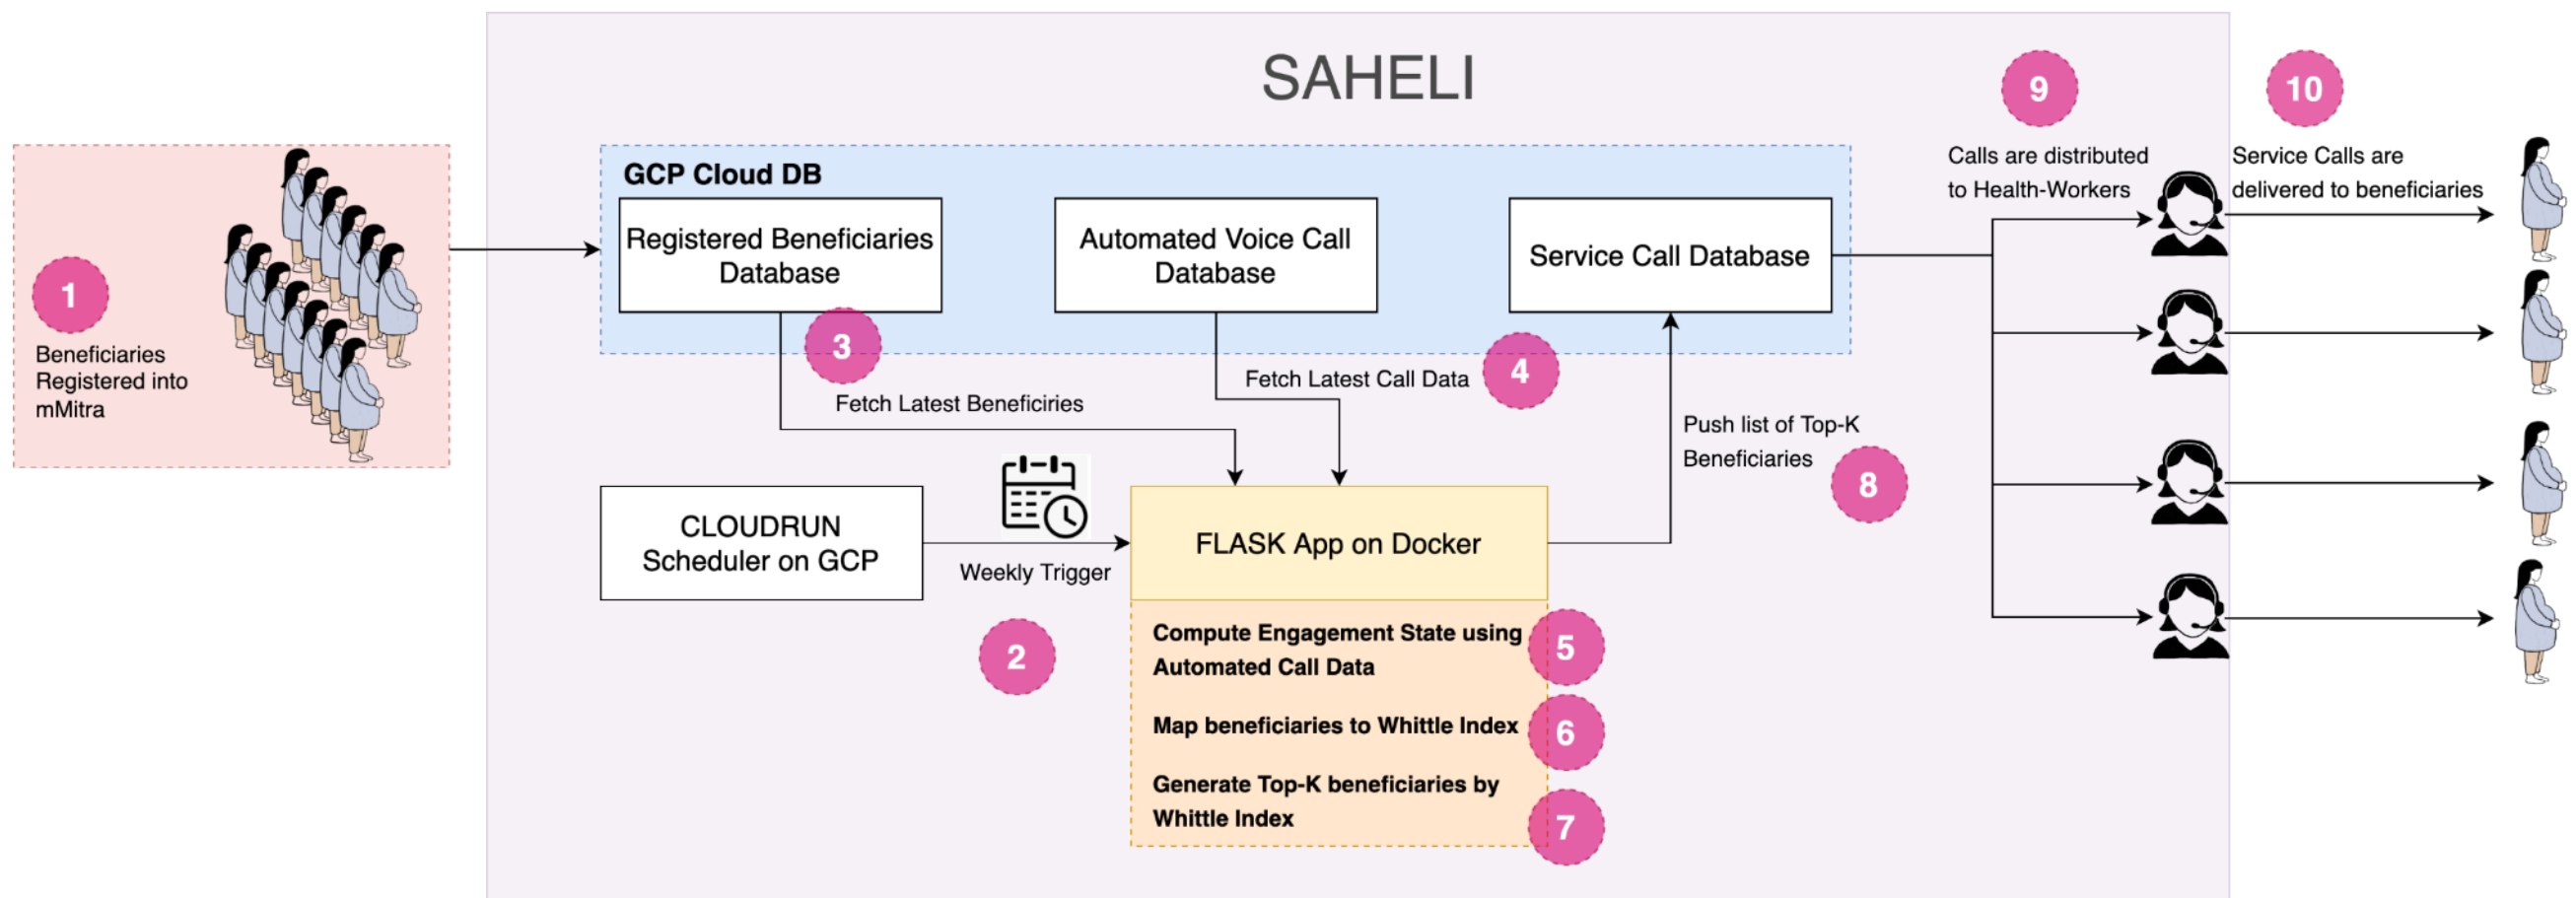 SAHELI
1
Beneficiaries
Registered into
mMitra
GCP Cloud DB
Registered Beneficiaries
Database
Automated Voice Call
Database
Service Call Database
3
Fetch Latest Beneficiries
Fetch Latest Call Data
4
CLOUDRUN
Scheduler on GCP
Weekly Trigger
2
FLASK App on Docker
Compute Engagement State using
Automated Call Data
5
Map beneficiaries to Whittle Index
6
Generate Top-K beneficiaries by
Whittle Index
7
Push list of Top-K
Beneficiaries
8
9
Calls are distributed
to Health-Workers
10
Service Calls are
delivered to beneficiaries